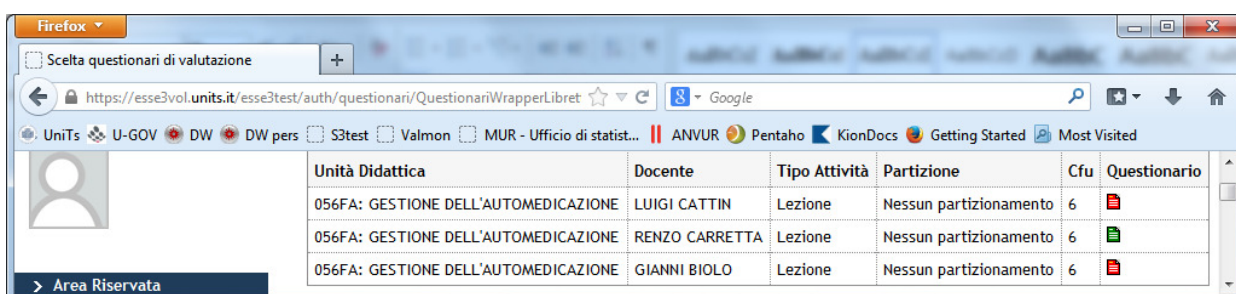 Firefox
Scelta questionari di valutazione
https://esse3vol.units.it/esse3test/auth/questionari/QuestionariWrapperLibret
Google
UniTs U-GOV DW DW pers S3test Valmon MUR - Ufficio di statist... ANVUR Pentaho KionDocs Getting Started Most Visited
Unità Didattica Docente Tipo Attività Partizione Cfu Questionario
056FA: GESTIONE DELL'AUTOMEDICAZIONE LUIGI CATTIN Lezione Nessun partizionamento 6
056FA: GESTIONE DELL'AUTOMEDICAZIONE RENZO CARRETTA Lezione Nessun partizionamento 6
056FA: GESTIONE DELL'AUTOMEDICAZIONE GIANNI BIOLO Lezione Nessun partizionamento 6
Area Riservata